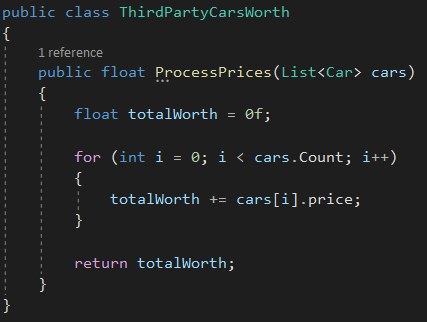 public class ThirdPartyCarsWorth
{
1 reference
public float ProcessPrices(List<Car> cars)
{
float totalWorth = 0f;
for (int i = 0; i < cars.Count; i++)
{
totalWorth += cars[i].price;
}
return totalWorth;
}
}